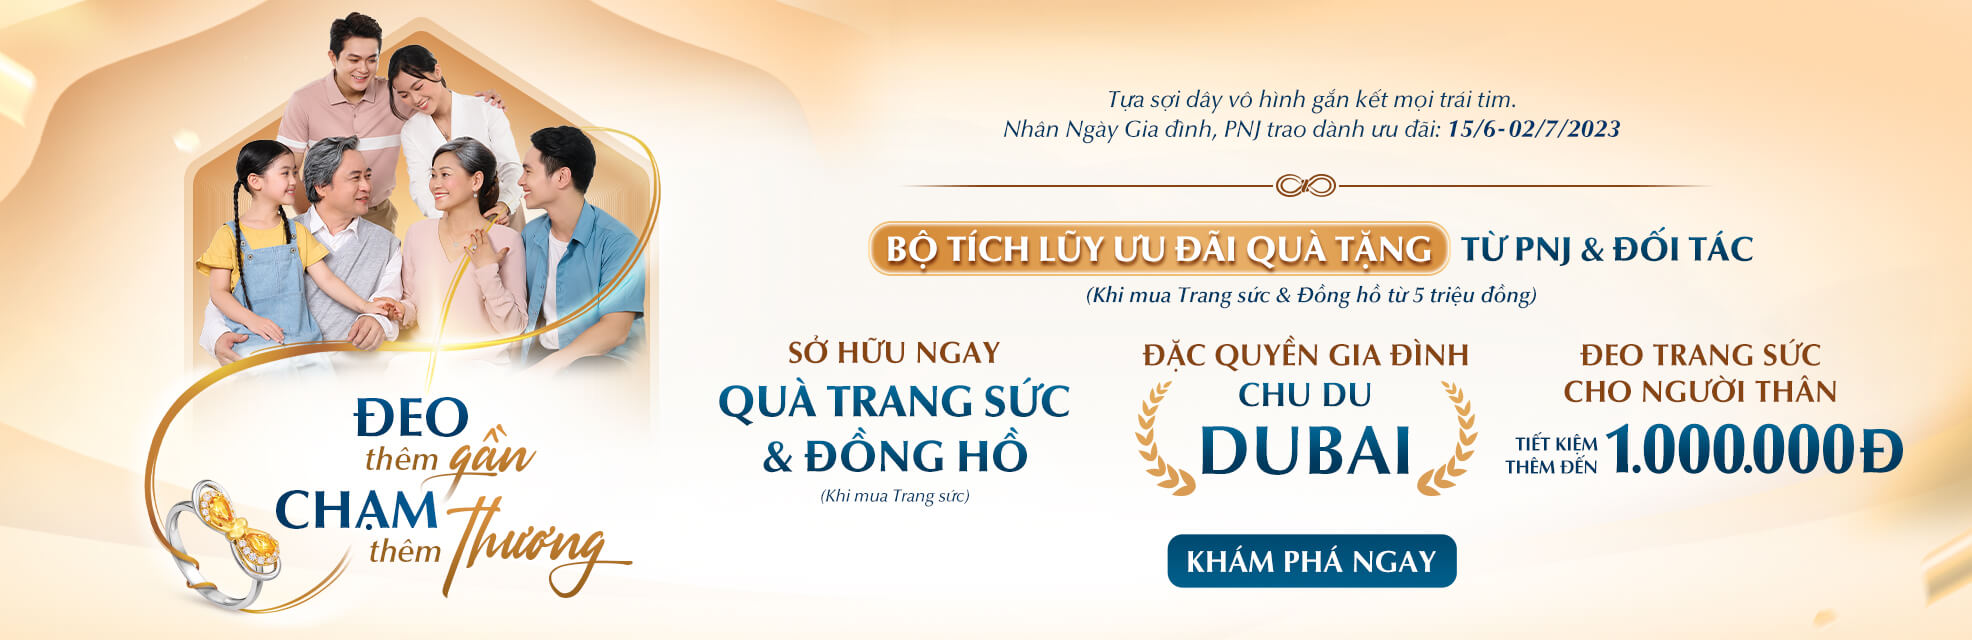 Tựa sợi dây vô hình gắn kết mọi trái tim.
Nhân Ngày Gia đình, PNJ trao dành ưu đãi: 15/6-02/7/2023
BỘ TÍCH LŨY ƯU ĐÃI QUÀ TẶNG TỪ PNJ & ĐỐI TÁC
(Khi mua Trang sức & Đồng hồ từ 5 triệu đồng)
SỞ HỮU NGAY
QUÀ TRANG SỨC
& ĐỒNG HỒ
(Khi mua Trang sức)
ĐẶC QUYỀN GIA ĐÌNH
CHU DU
DUBAI
ĐEO TRANG SỨC
CHO NGƯỜI THÂN
TIẾT KIỆM
THÊM ĐẾN 1.000.000Đ
ĐEO
thêm gần
CHẠM
thêm thương
KHÁM PHÁ NGAY